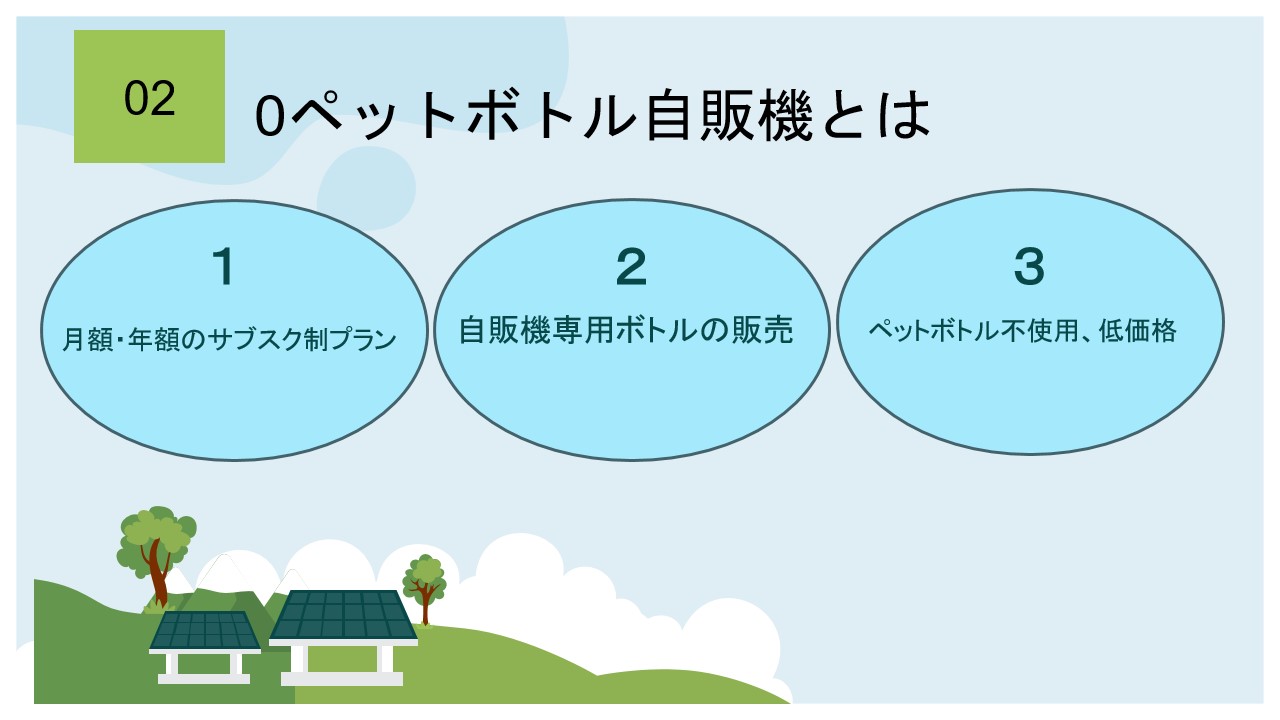 02
0ペットボトル自販機とは
1
月額・年額のサブスク制プラン
2
自販機専用ボトルの販売
3
ペットボトル不使用、低価格